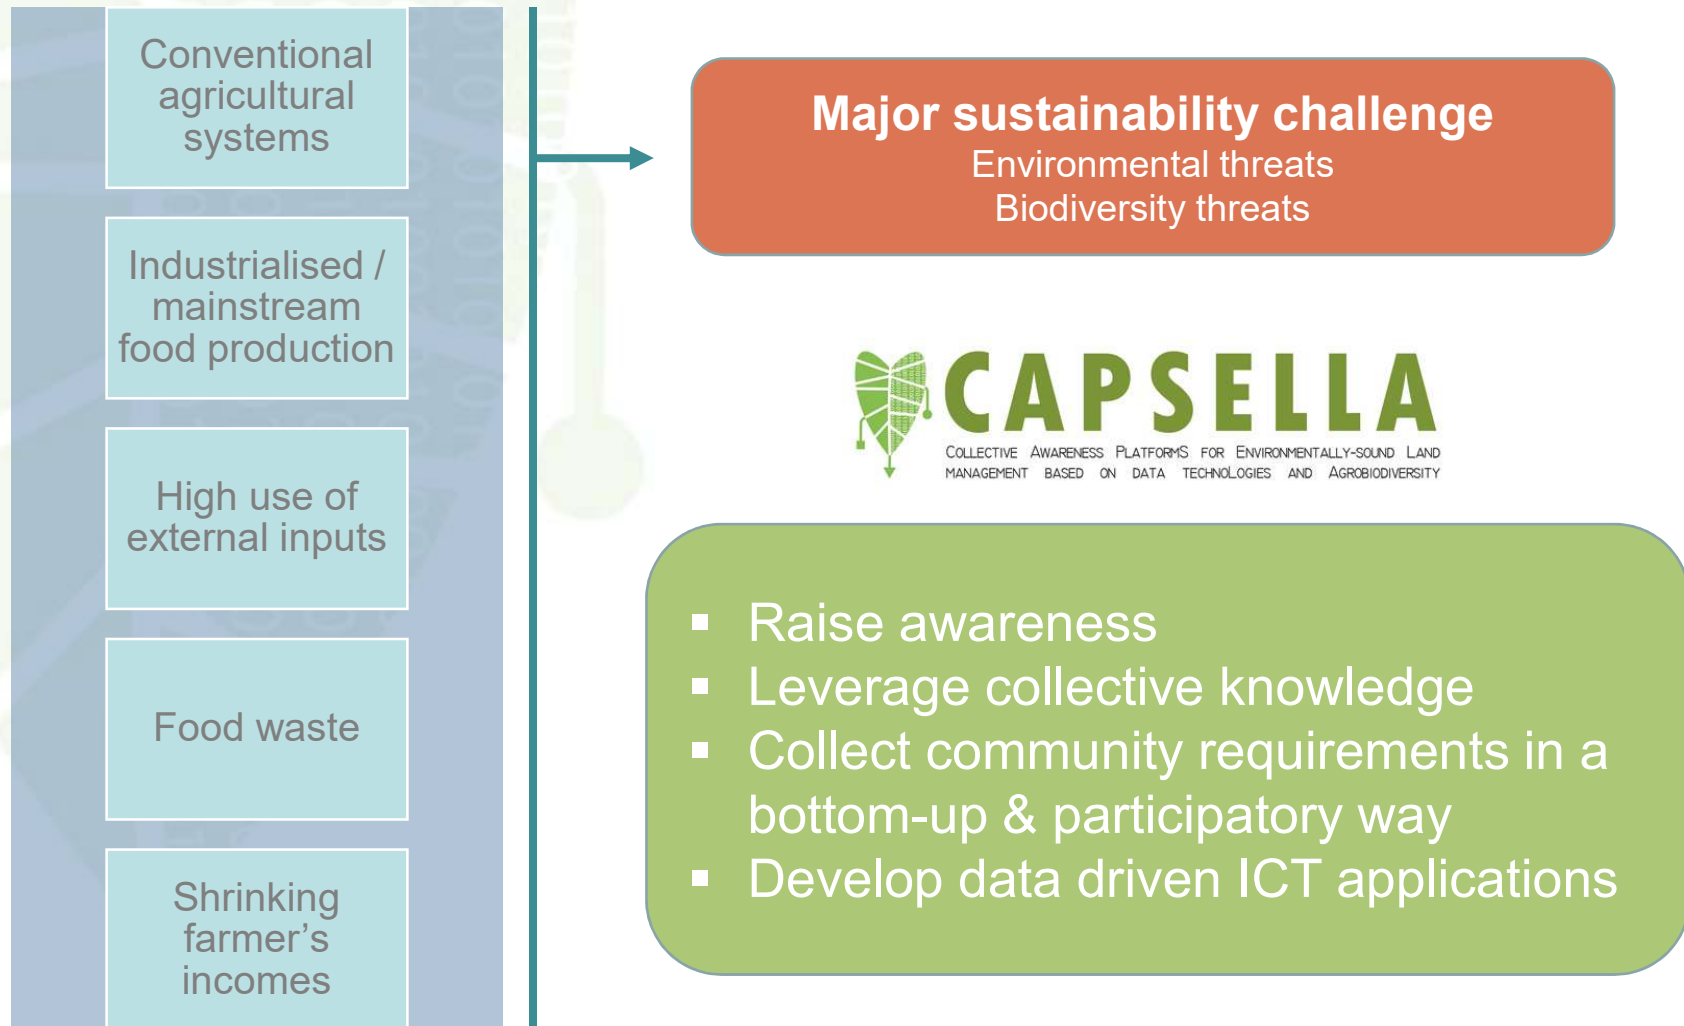 Conventional
agricultural
systems
Industrialised /
mainstream
food production
High use of
external inputs
Food waste
Shrinking
farmer’s
incomes
Major sustainability challenge
Environmental threats
Biodiversity threats
CAPSELLA
Collective Awareness PlatformS for Environmentally-sound Land
management based on data technoLogies and Agrobiodiversity
▪ Raise awareness
▪ Leverage collective knowledge
▪ Collect community requirements in a
bottom-up & participatory way
▪ Develop data driven ICT applications